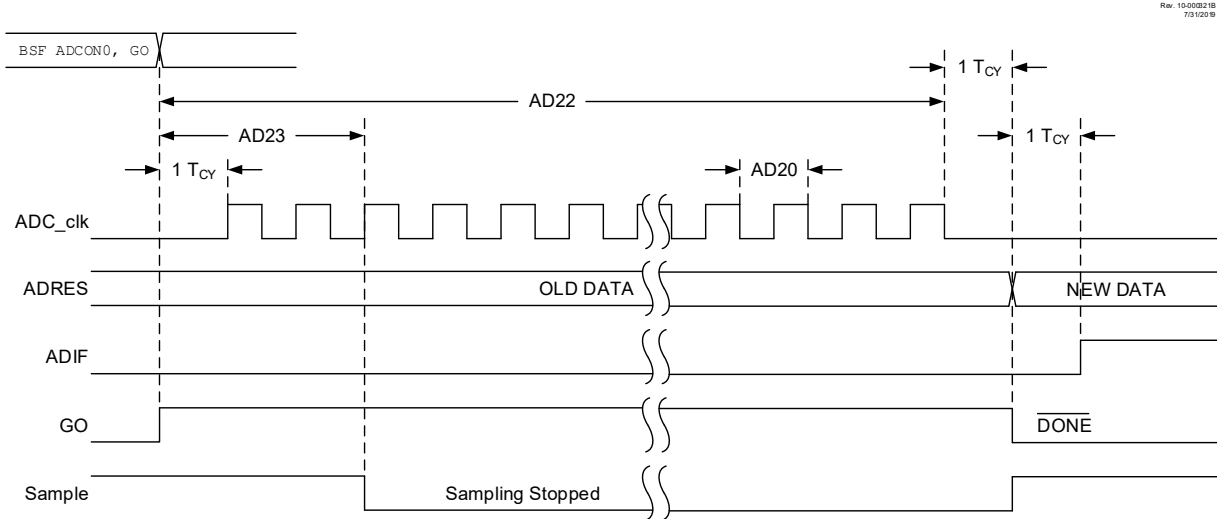 Rev. 10-000321B
7/31/2019
BSF ADCON0, GO
1 TCY
AD22
AD23
1 TCY
1 TCY
AD20
ADC_clk
ADRES
OLD DATA
NEW DATA
ADIF
GO
DONE
Sample
Sampling Stopped